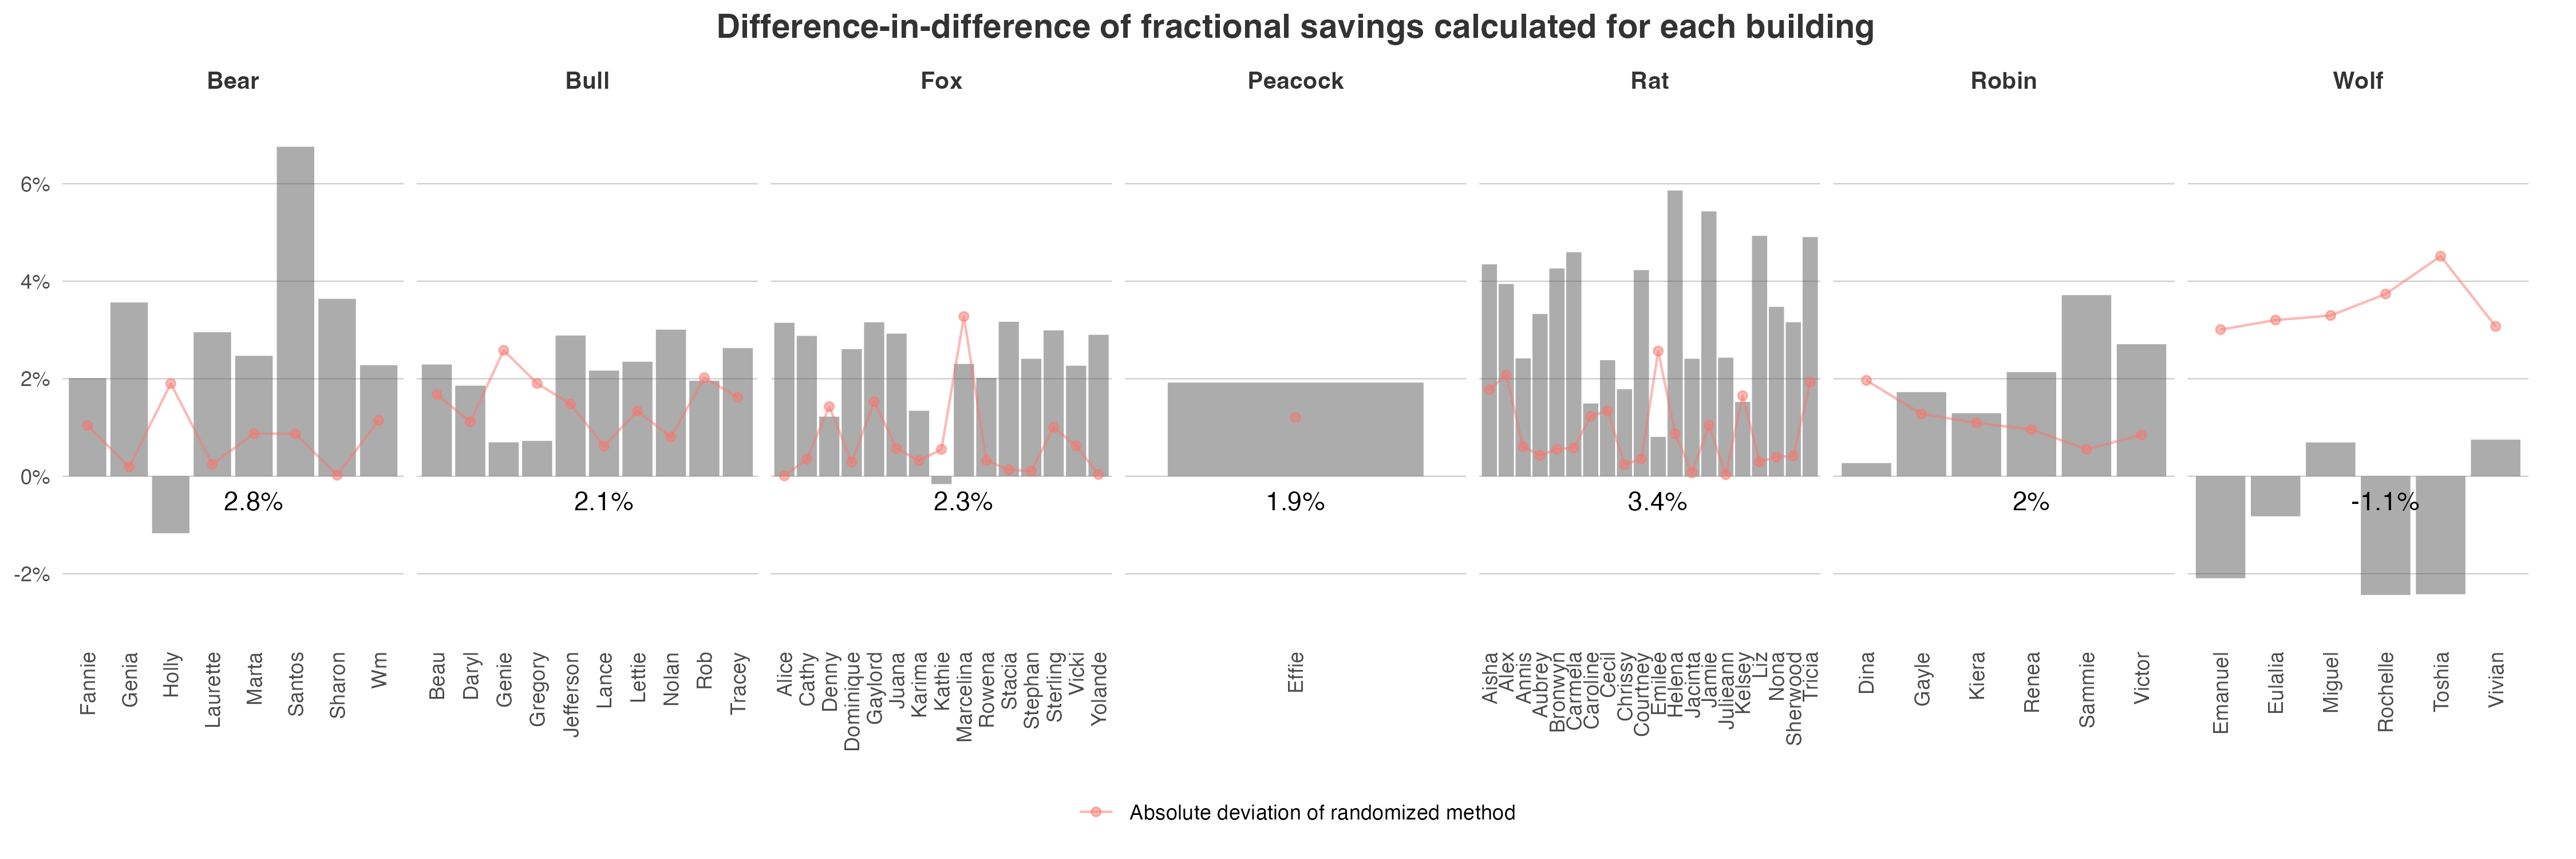 Difference-in-difference of fractional savings calculated for each building
Bear Bull Fox Peacock Rat Robin Wolf
6%
4%
2%
0%
-2%
2.8% 2.1% 2.3% 1.9% 3.4% 2% -1.1%
Fannie Genia Holly Laurette Marta Santos Sharon Wm
Beau Daryl Genie Gregory Jefferson Lance Lettie Nolan Rob Tracey
Alice Cathy Denny Dominique Gaylord Juana Karima Kathie Marcelina Rowena Stacia Stephan Sterling Vicki Yolande
Effie
Aisha Alex Annis Aubrey Bronwyn Carmela Caroline Cecil Chrissy Courtney Emilee Helena Jacinta Jamie Julieann Kelsey Liz Nona Sherwood Tricia
Dina Gayle Kiera Renea Sammie Victor
Emanuel Eulalia Miguel Rochelle Toshia Vivian
Absolute deviation of randomized method